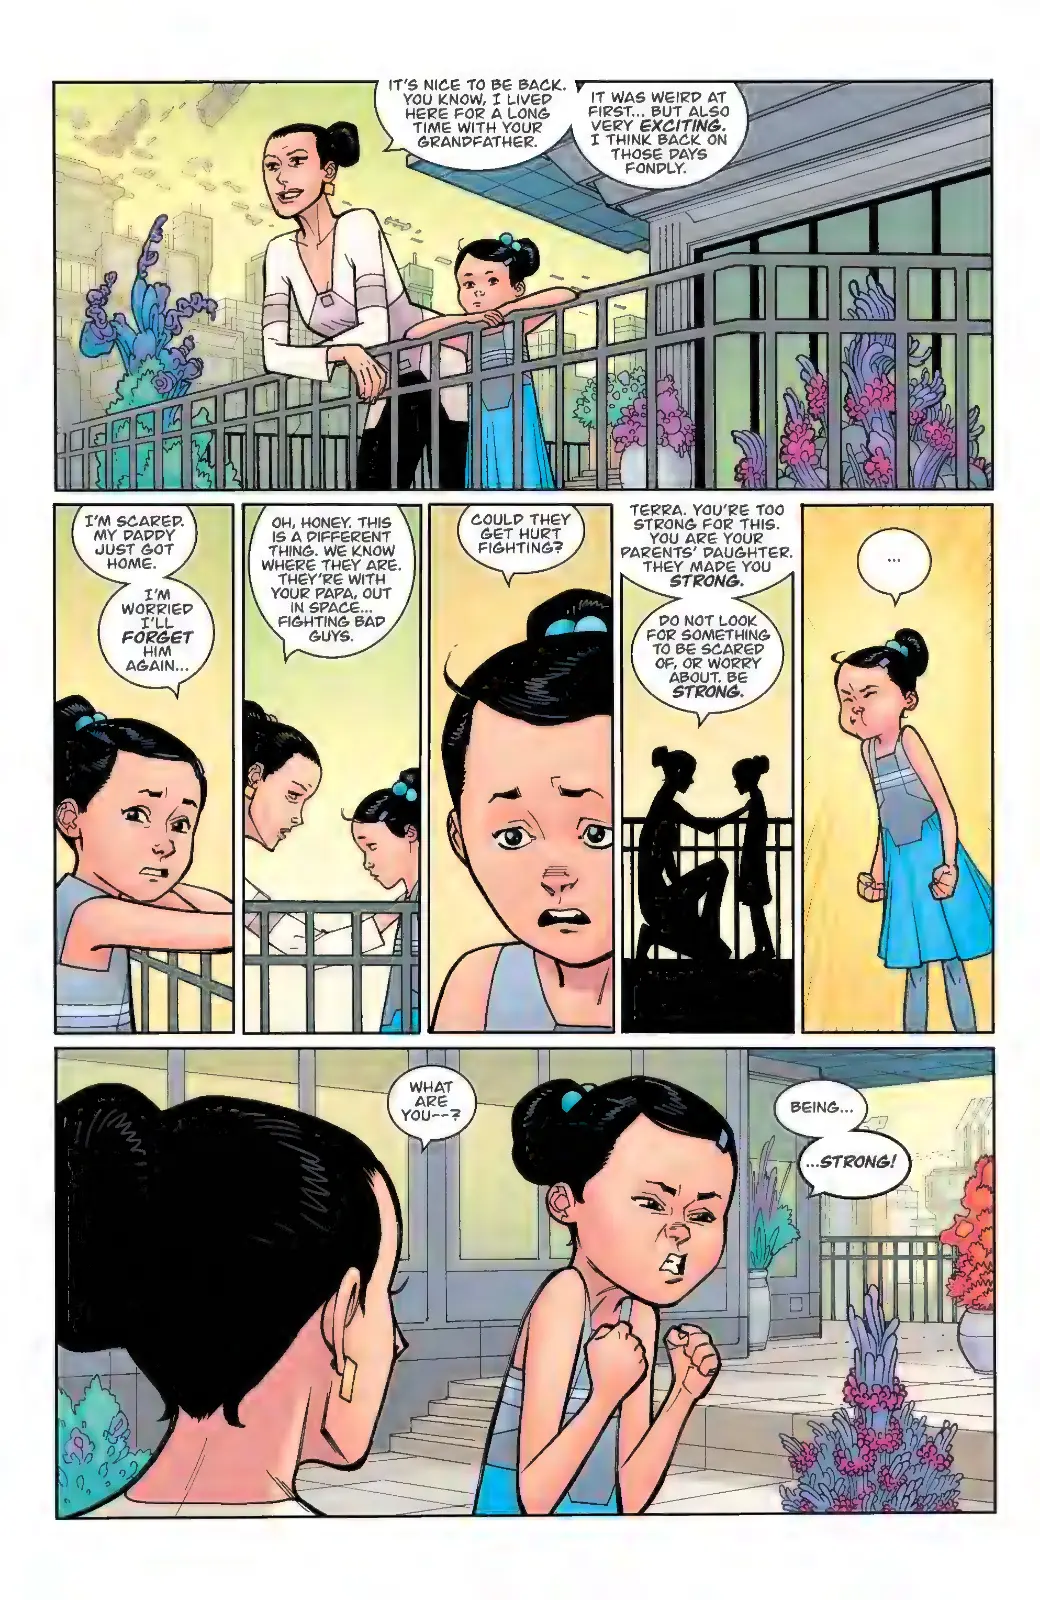 IT'S NICE TO BE BACK.
YOU KNOW, I LIVED
HERE FOR A LONG
TIME WITH YOUR
GRANDFATHER.
IT WAS WEIRD AT
FIRST... BUT ALSO
VERY EXCITING.
I THINK BACK ON
THOSE DAYS
FONDLY.
I'M SCARED.
MY DADDY
JUST GOT
HOME.
I'M
WORRIED
I'LL
FORGET
HIM
AGAIN...
OH, HONEY. THIS
IS A DIFFERENT
THING. WE KNOW
WHERE THEY ARE.
THEY'RE WITH
YOUR PAPA, OUT
IN SPACE...
FIGHTING BAD
GUYS.
COULD THEY
GET HURT
FIGHTING?
TERRA. YOU'RE TOO
STRONG FOR THIS.
YOU ARE YOUR
PARENTS' DAUGHTER.
THEY MADE YOU
STRONG.
DO NOT LOOK
FOR SOMETHING
TO BE SCARED
OF, OR WORRY
ABOUT. BE
STRONG.
...
WHAT
ARE
YOU--?
BEING...
...STRONG!